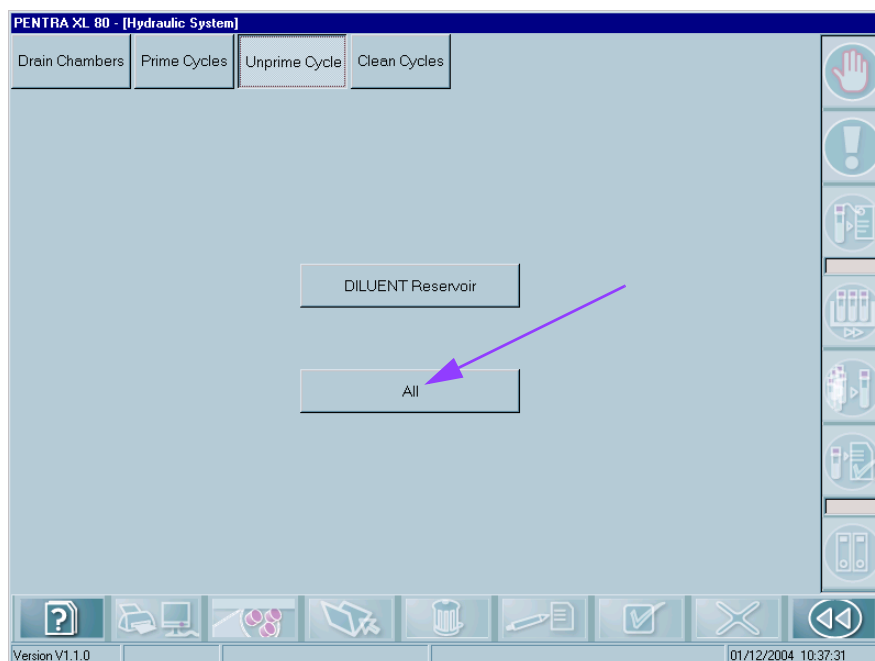 PENTRA XL 80 - [Hydraulic System]
Drain Chambers Prime Cycles Unprime Cycle Clean Cycles
DILUENT Reservoir
All
?
Version V1.1.0 01/12/2004 10:37:31